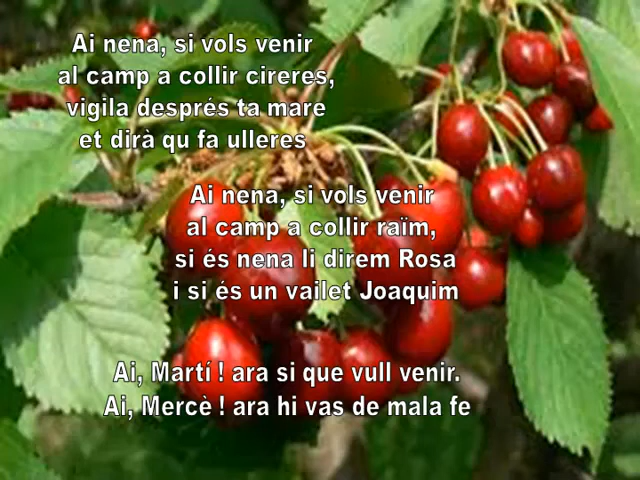 Ai nena, si vols venir
al camp a collir cireres,
vigila després ta mare
et dirà qu fa ulleres
Ai nena, si vols venir
al camp a collir raïm,
si és nena li direm Rosa
i si és un vailet Joaquim
Ai, Martí ! ara si que vull venir.
Ai, Mercè ! ara hi vas de mala fe